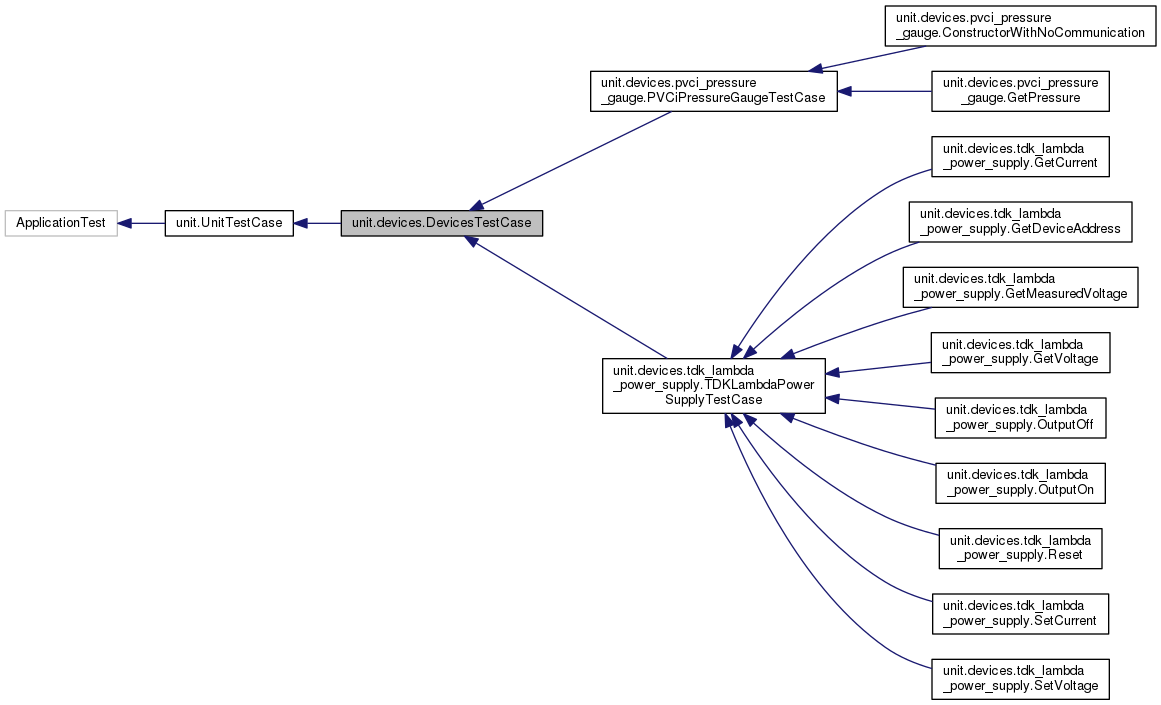 unit.devices.pvci_pressure
_gauge.ConstructorWithNoCommunication
unit.devices.pvci_pressure
_gauge.PVCiPressureGaugeTestCase
unit.devices.pvci_pressure
_gauge.GetPressure
unit.devices.tdk_lambda
_power_supply.GetCurrent
ApplicationTest
unit.UnitTestCase
unit.devices.DevicesTestCase
unit.devices.tdk_lambda
_power_supply.GetDeviceAddress
unit.devices.tdk_lambda
_power_supply.GetMeasuredVoltage
unit.devices.tdk_lambda
_power_supply.GetVoltage
unit.devices.tdk_lambda
_power_supply.TDKLambdaPower
SupplyTestCase
unit.devices.tdk_lambda
_power_supply.OutputOff
unit.devices.tdk_lambda
_power_supply.OutputOn
unit.devices.tdk_lambda
_power_supply.Reset
unit.devices.tdk_lambda
_power_supply.SetCurrent
unit.devices.tdk_lambda
_power_supply.SetVoltage